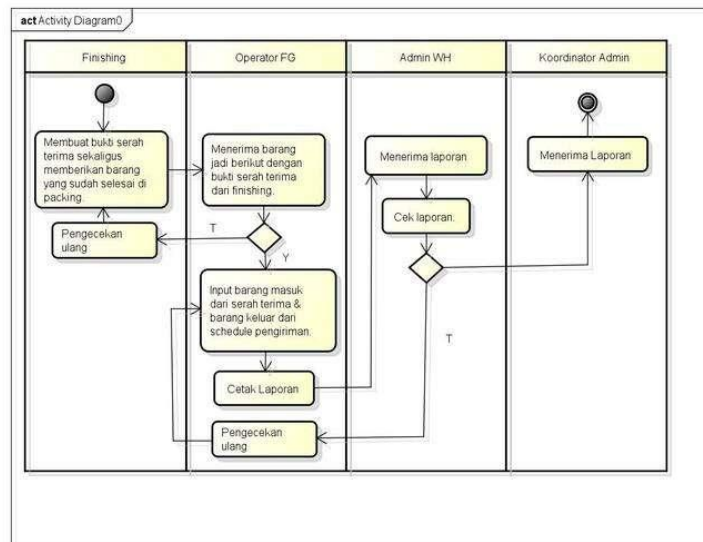 act Activity Diagram0
Finishing
Operator FG
Admin WH
Koordinator Admin
Membuat bukti serah
terima sekaligus
memberikan barang
yang sudah selesai di
packing.
Menerima barang
jadi berikut dengan
bukti serah terima
dari finishing.
Menerima laporan
Menerima Laporan
Cek laporan.
Pengecekan
ulang
T
Y
Input barang masuk
dari serah terima &
barang keluar dari
schedule pengiriman.
T
Cetak Laporan
Pengecekan
ulang